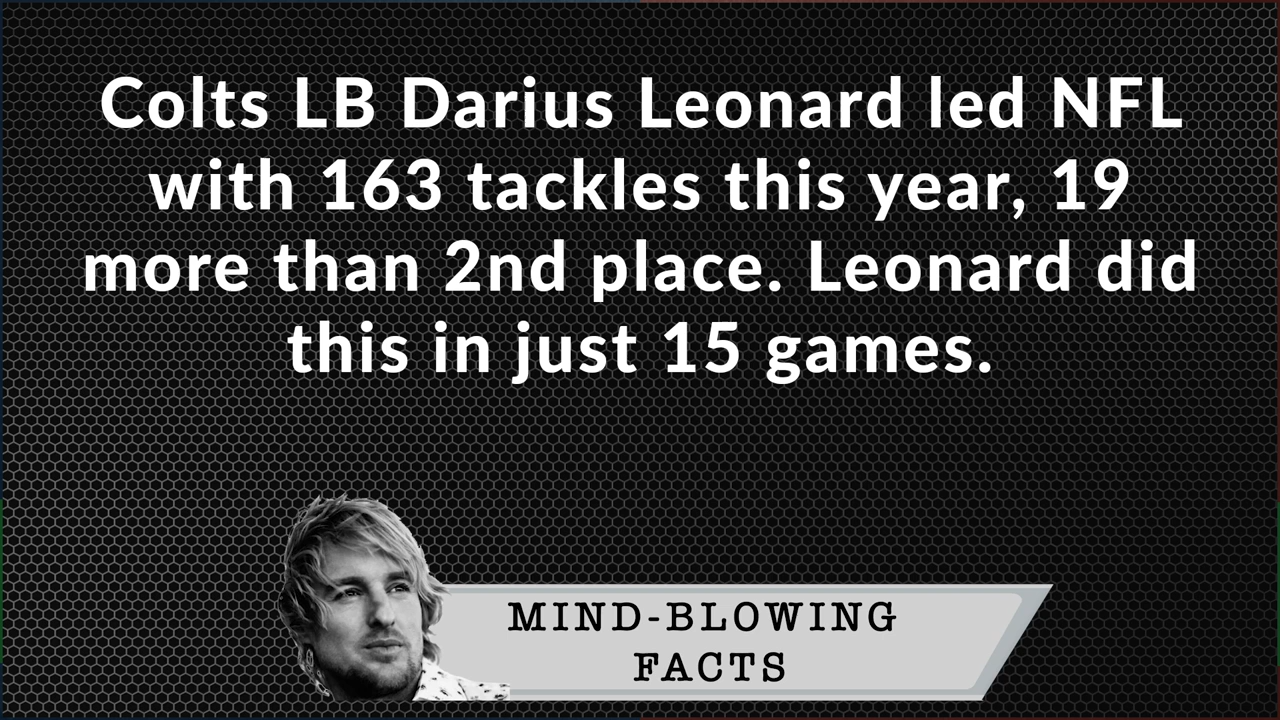 Colts LB Darius Leonard led NFL
with 163 tackles this year, 19
more than 2nd place. Leonard did
this in just 15 games.
MIND-BLOWING
FACTS